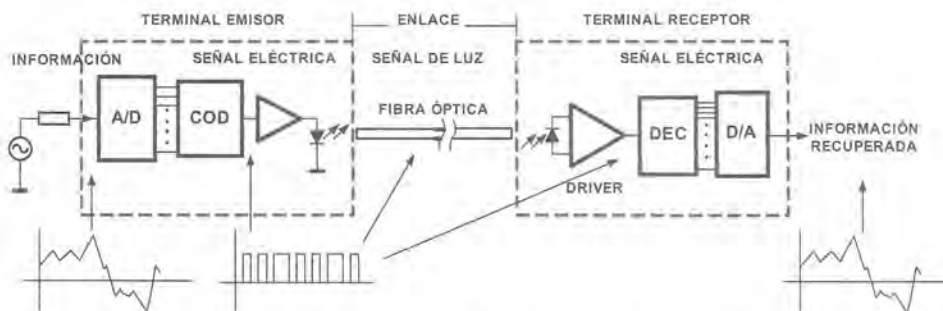 TERMINAL EMISOR
ENLACE
TERMINAL RECEPTOR
INFORMACIÓN
SEÑAL ELÉCTRICA
SEÑAL DE LUZ
SEÑAL ELÉCTRICA
A/D
COD
FIBRA ÓPTICA
DEC
D/A
INFORMACIÓN
RECUPERADA
DRIVER